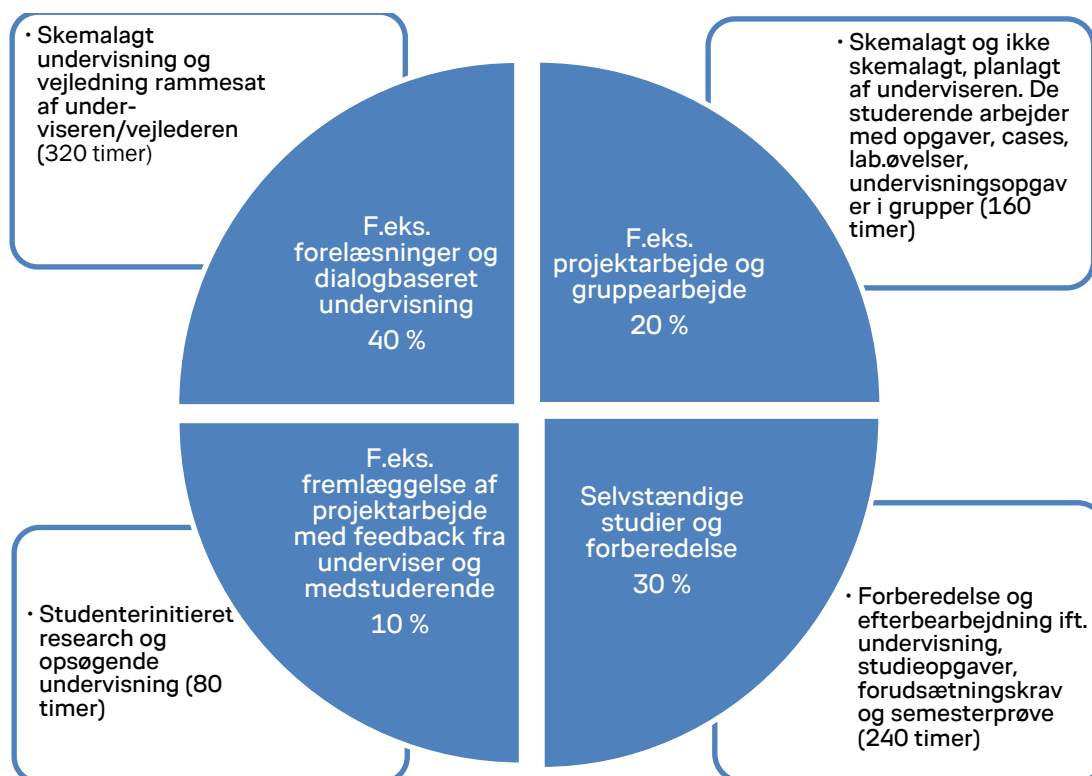 · Skemalagt
undervisning og
vejledning rammesat
af under-
viseren/vejlederen
(320 timer)
· Skemalagt og ikke
skemalagt, planlagt
af underviseren. De
studerende arbejder
med opgaver, cases,
lab.øvelser,
undervisningsopgav
er i grupper (160
timer)
F.eks.
forelæsninger og
dialogbaseret
undervisning
40 %
F.eks.
projektarbejde og
gruppearbejde
20 %
F.eks.
fremlæggelse af
projektarbejde
med feedback fra
underviser og
medstuderende
10 %
Selvstændige
studier og
forberedelse
30 %
· Studenterinitieret
research og
opsøgende
undervisning (80
timer)
· Forberedelse og
efterbearbejdning ift.
undervisning,
studieopgaver,
forudsætningskrav
og semesterprøve
(240 timer)